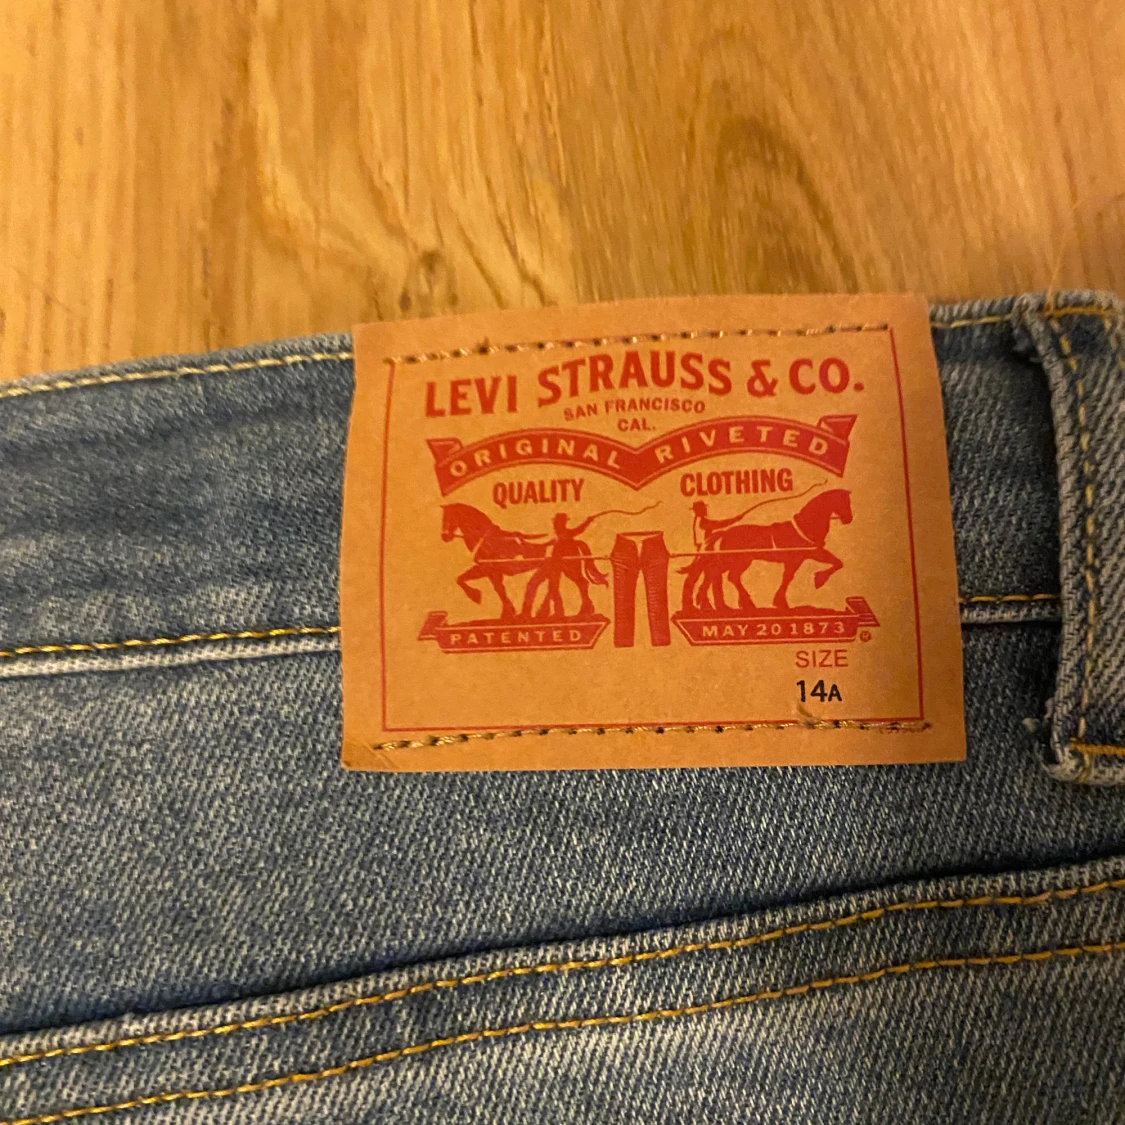 LEVI STRAUSS & CO.
SAN FRANCISCO
CAL.
ORIGINAL RIVETED
QUALITY CLOTHING
PATENTED MAY 20 1873 ®
SIZE
14A